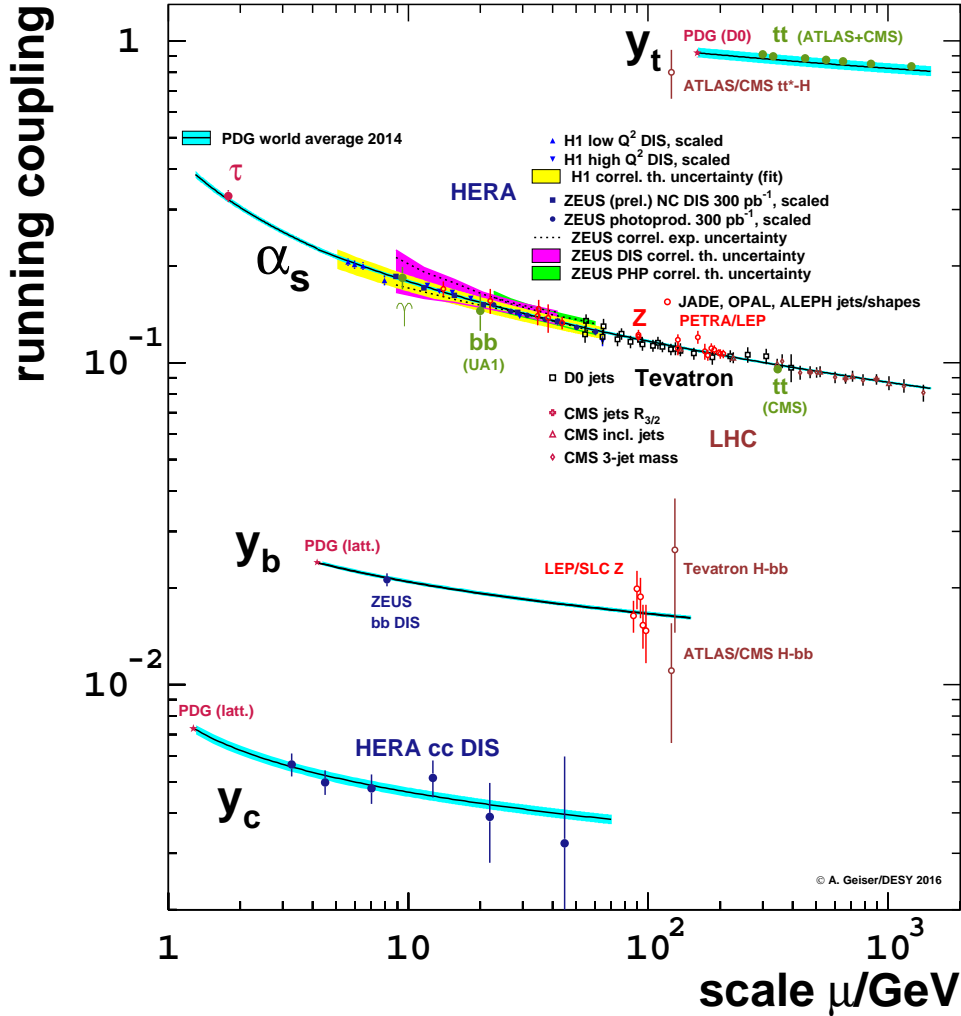 running coupling
1
10⁻¹
10⁻²
y_t
PDG (D0)
tt (ATLAS+CMS)
ATLAS/CMS tt*-H
PDG world average 2014
τ
α_s
HERA
H1 low Q² DIS, scaled
H1 high Q² DIS, scaled
H1 correl. th. uncertainty (fit)
ZEUS (prel.) NC DIS 300 pb⁻¹, scaled
ZEUS photoprod. 300 pb⁻¹, scaled
ZEUS correl. exp. uncertainty
ZEUS DIS correl. th. uncertainty
ZEUS PHP correl. th. uncertainty
JADE, OPAL, ALEPH jets/shapes
PETRA/LEP
Z
ϒ
bb
(UA1)
D0 jets
Tevatron
tt
(CMS)
CMS jets R_3/2
CMS incl. jets
CMS 3-jet mass
LHC
y_b
PDG (latt.)
ZEUS
bb DIS
LEP/SLC Z
Tevatron H-bb
ATLAS/CMS H-bb
PDG (latt.)
HERA cc DIS
y_c
© A. Geiser/DESY 2016
1
10
10²
10³
scale μ/GeV